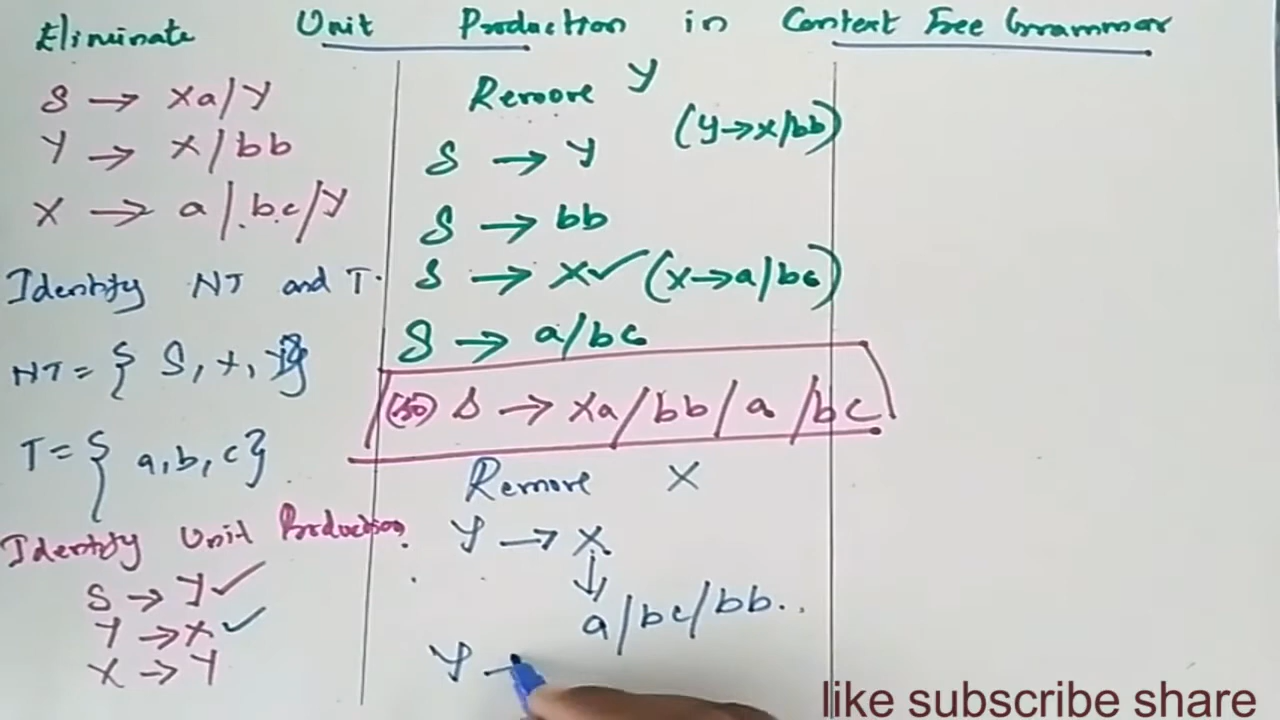 Eliminate Unit Production in Context Free Grammar
S → Xa/Y
Y → X/bb
X → a/bc/Y
Identify NT and T.
NT = { S, X, Y}
T = { a, b, c}
Identify Unit Production.
S → Y ✓
Y → X ✓
X → Y
Remove Y
(Y→X/bb)
S → Y
S → bb
S → X✓ (X→a/bc)
S → a/bc
(so) S → Xa/bb/a/bc
Remove X
Y → X
↓
a/bc/bb..
Y →
like subscribe share